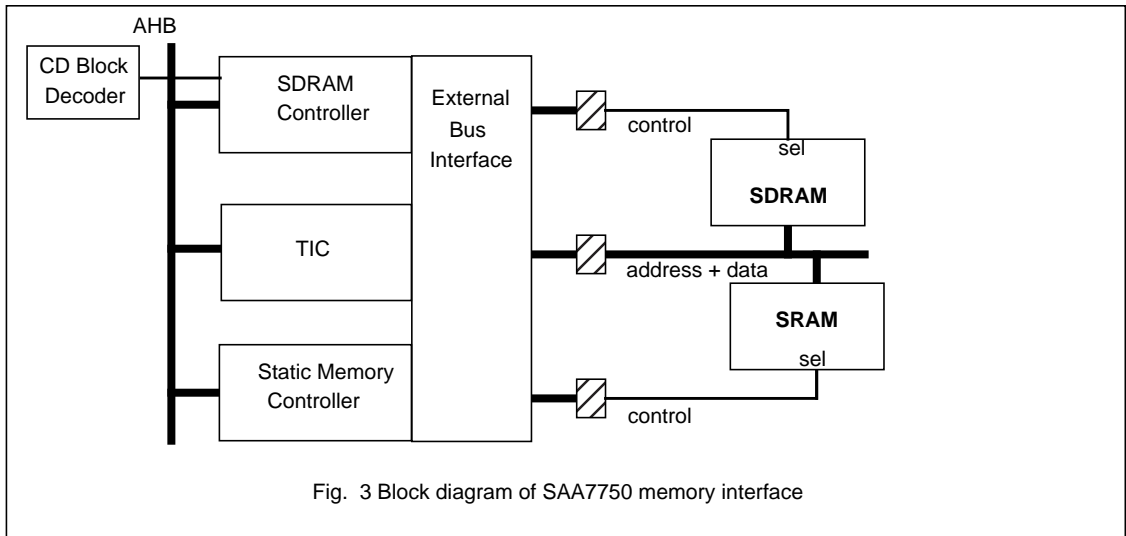 AHB
CD Block
Decoder
SDRAM
Controller
External
Bus
Interface
control
sel
SDRAM
TIC
address + data
SRAM
sel
Static Memory
Controller
control
Fig. 3 Block diagram of SAA7750 memory interface